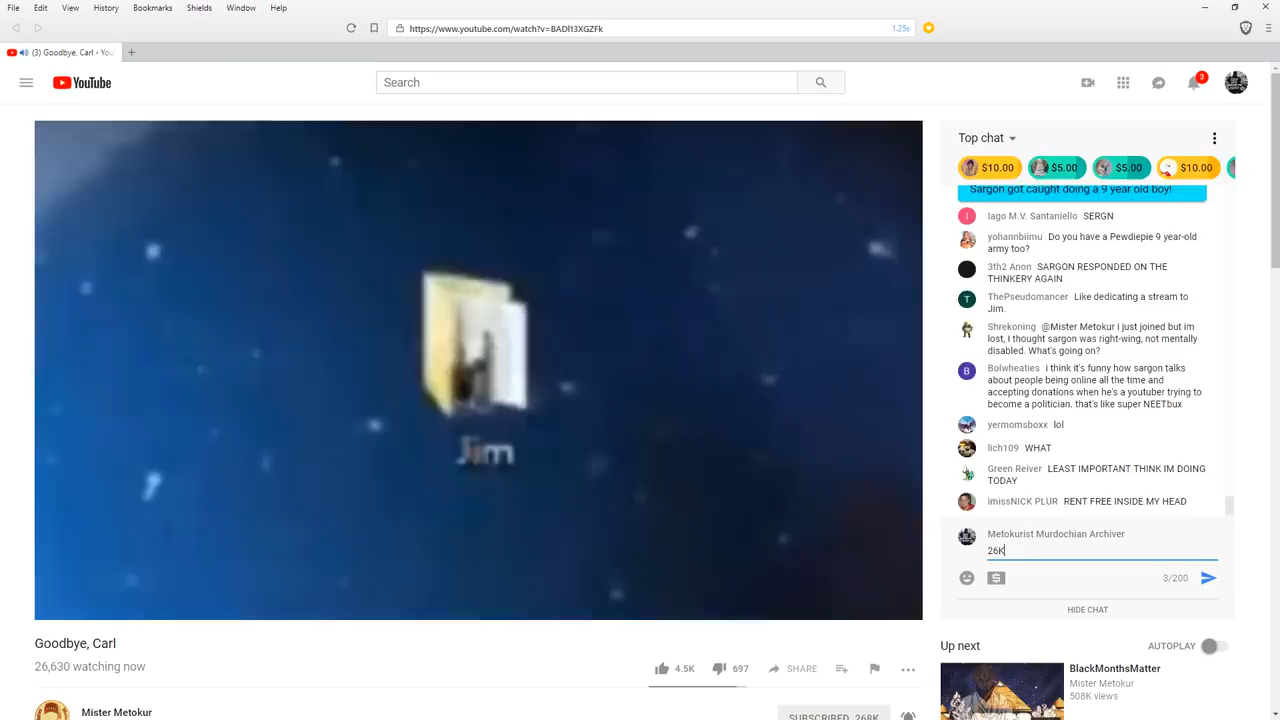 File Edit View History Bookmarks Shields Window Help
https://www.youtube.com/watch?v=BADl13XGZFk
1.25s
(3) Goodbye, Carl - You
YouTube
Search
3
Top chat
$10.00 $5.00 $5.00 $10.00
Sargon got caught doing a 9 year old boy!
Iago M.V. Santaniello SERGN
yohannbiimu Do you have a Pewdiepie 9 year-old
army too?
3th2 Anon SARGON RESPONDED ON THE
THINKERY AGAIN
ThePseudomancer Like dedicating a stream to
Jim.
Shrekoning @Mister Metokur i just joined but im
lost, I thought sargon was right-wing, not mentally
disabled. What's going on?
Bolwheaties i think it's funny how sargon talks
about people being online all the time and
accepting donations when he's a youtuber trying to
become a politician. that's like super NEETbux
yermomsboxx lol
lich109 WHAT
Green Reiver LEAST IMPORTANT THINK IM DOING
TODAY
imissNICK PLUR RENT FREE INSIDE MY HEAD
Metokurist Murdochian Archiver
26K
3/200
HIDE CHAT
Jim
Goodbye, Carl
26,630 watching now
4.5K 697 SHARE
Mister Metokur
SUBSCRIBED 268K
Up next AUTOPLAY
BlackMonthsMatter
Mister Metokur
508K views